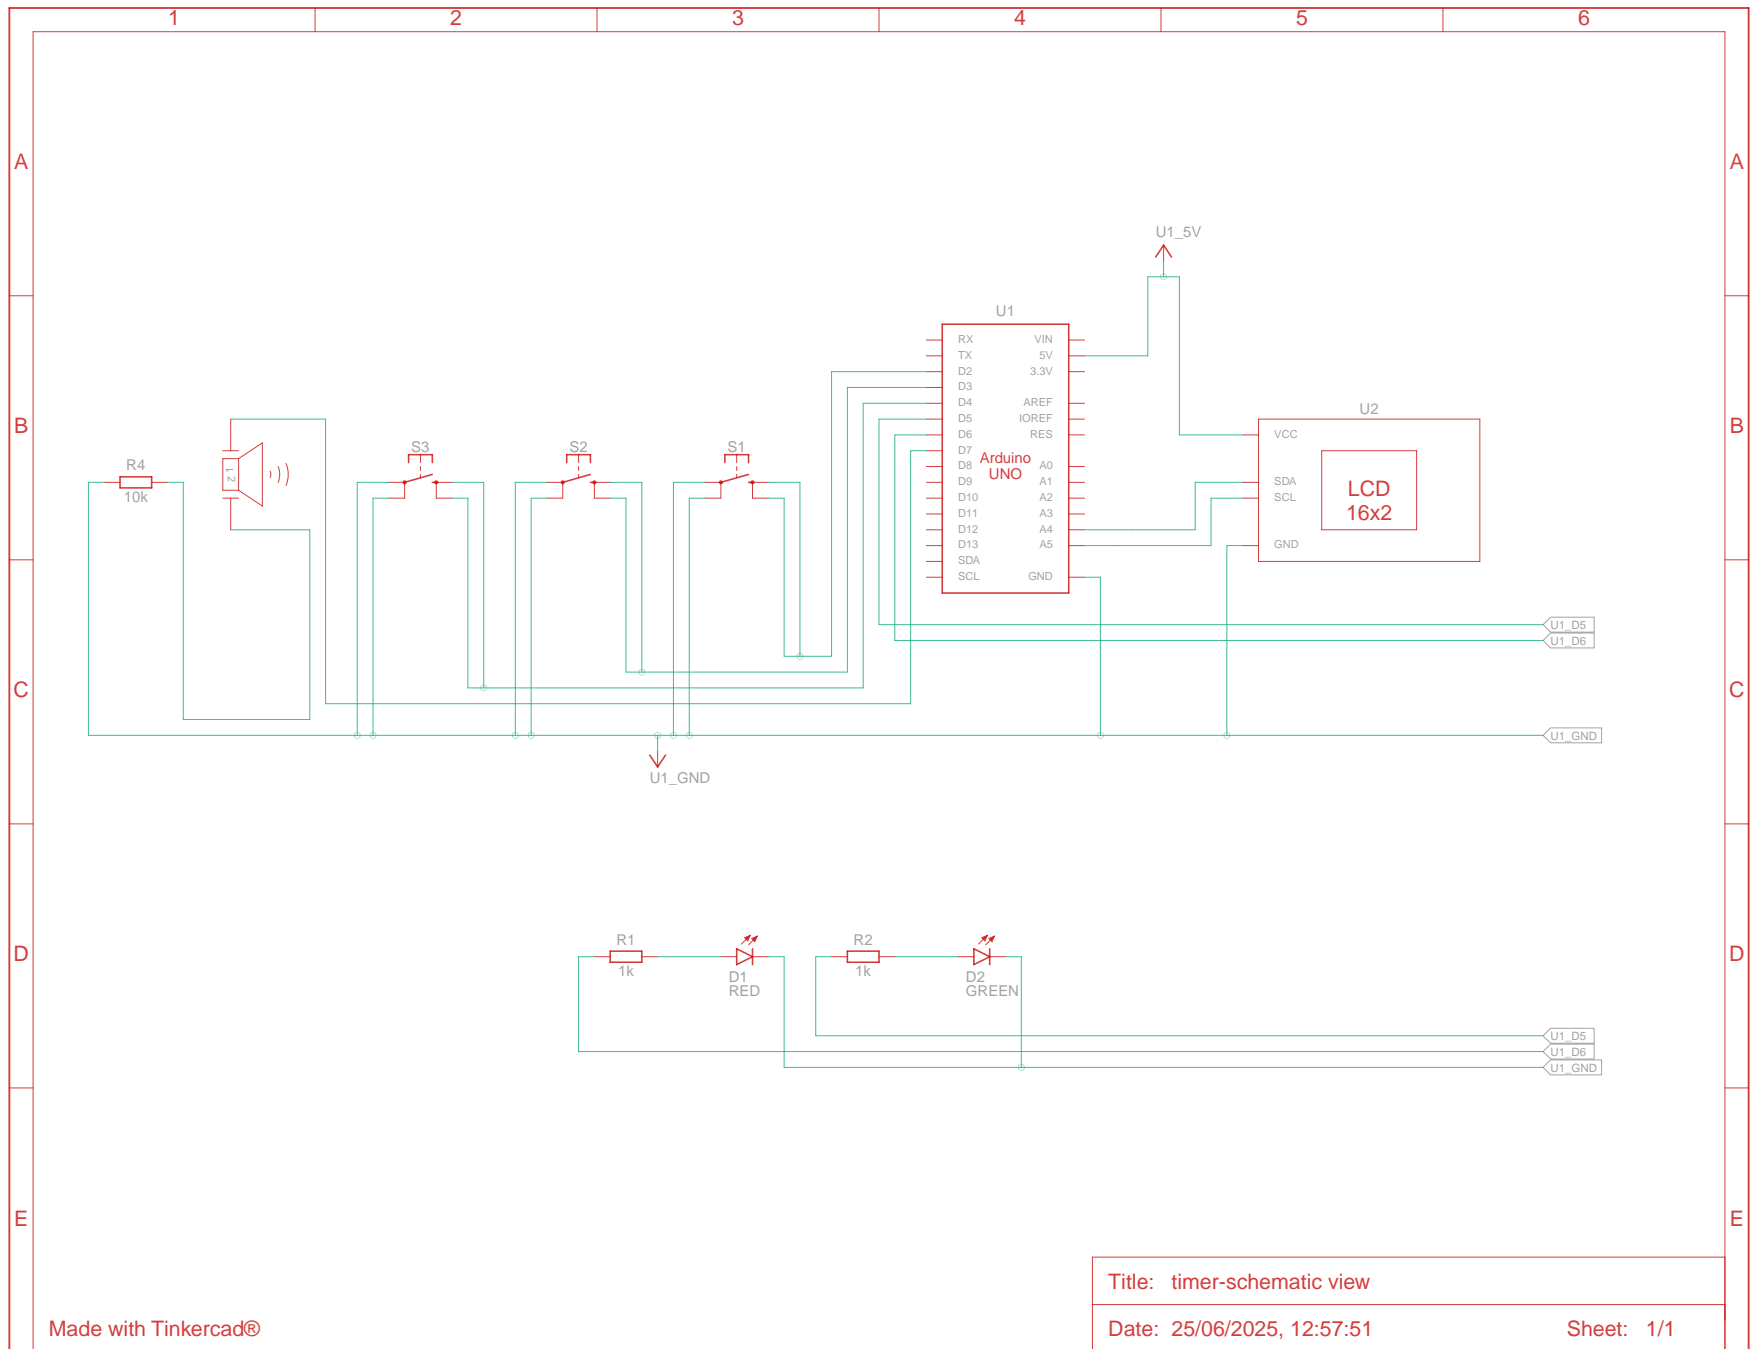 1 2 3 4 5 6
A A
U1_5V
U1
RX VIN
TX 5V
D2 3.3V
D3
D4 AREF
D5 IOREF
D6 RES
D7
D8 A0
D9 A1
D10 A2
D11 A3
D12 A4
D13 A5
SDA
SCL GND
Arduino
UNO
U2
VCC
SDA
SCL
GND
LCD
16x2
B B
S3 S2 S1
R4
10k
1 2
U1_D5
U1_D6
C C
U1_GND
U1_GND
D D
R1
1k
D1
RED
R2
1k
D2
GREEN
U1_D5
U1_D6
U1_GND
E E
Title: timer-schematic view
Made with Tinkercad®
Date: 25/06/2025, 12:57:51 Sheet: 1/1